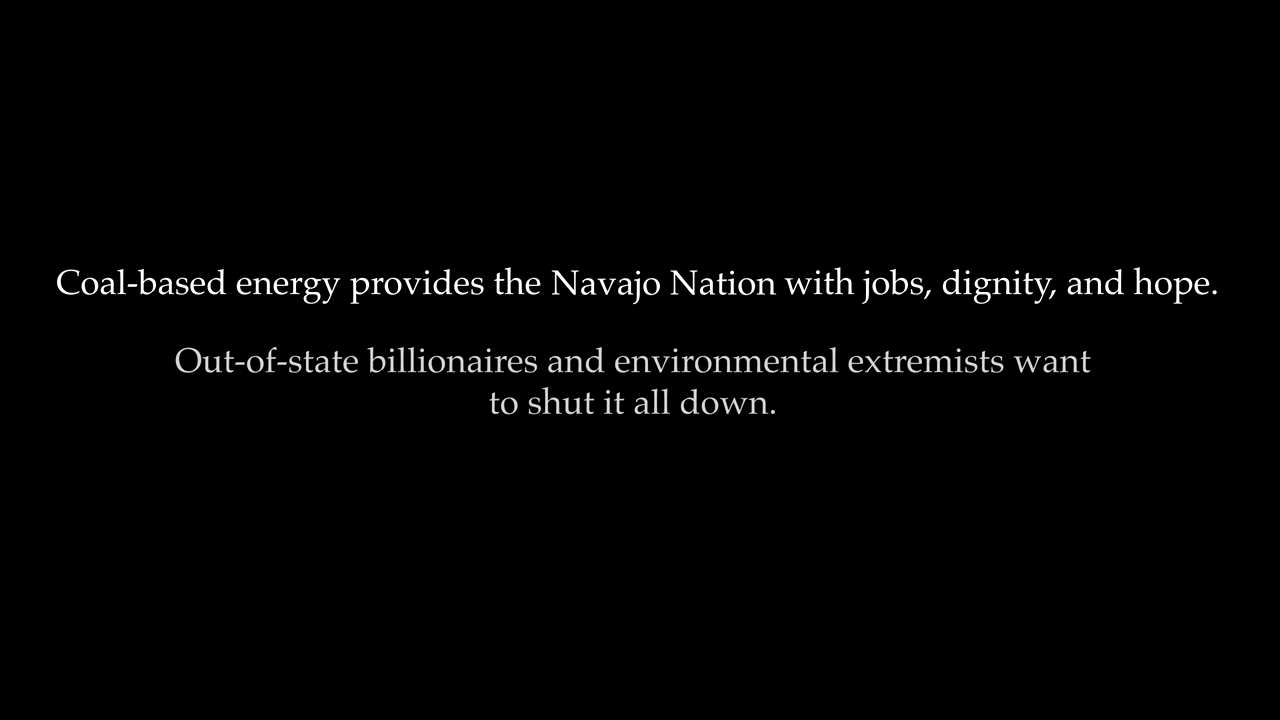 Coal-based energy provides the Navajo Nation with jobs, dignity, and hope.
Out-of-state billionaires and environmental extremists want
to shut it all down.